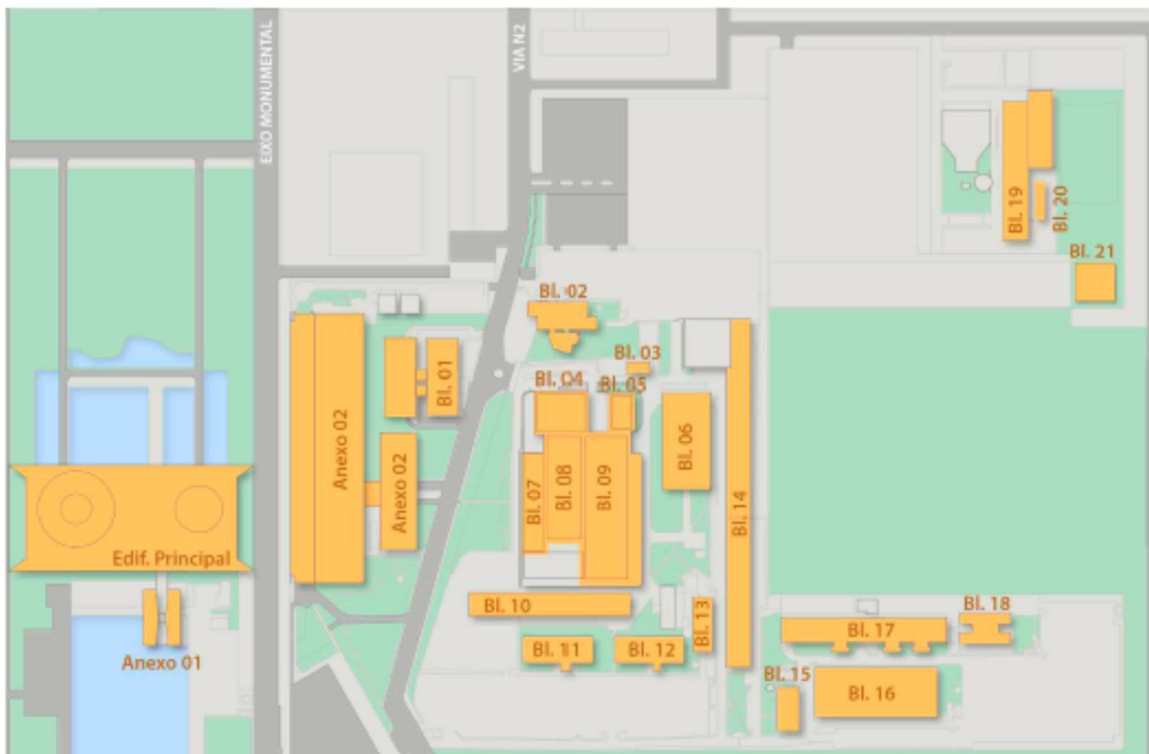 EIXO MONUMENTAL
VIA N2
Bl. 19
Bl. 20
Bl. 21
Bl. 02
Bl. 03
Bl. 04
Bl. 05
Bl. 01
Anexo 02
Anexo 02
Bl. 06
Bl. 07
Bl. 08
Bl. 09
Bl. 14
Edif. Principal
Bl. 10
Bl. 13
Bl. 11
Bl. 12
Anexo 01
Bl. 17
Bl. 18
Bl. 15
Bl. 16